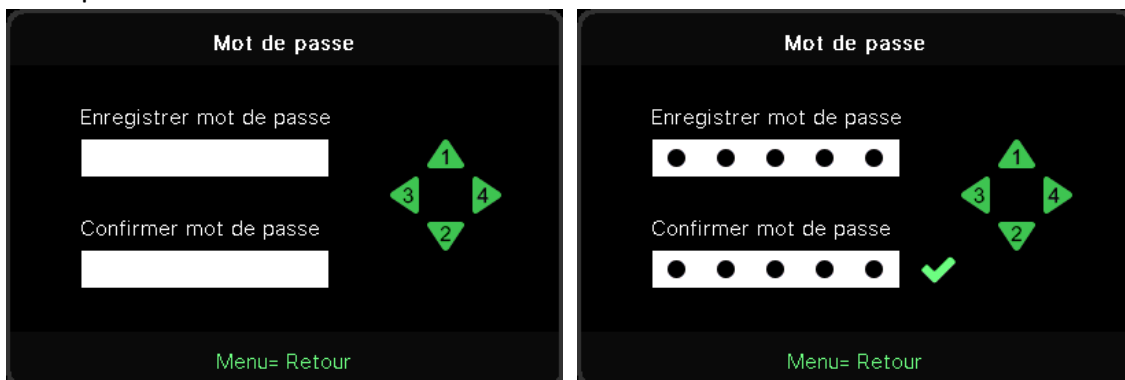 Mot de passe
Enregistrer mot de passe
1
3 4
Confirmer mot de passe
2
Menu= Retour
Mot de passe
Enregistrer mot de passe
1
3 4
Confirmer mot de passe
2
Menu= Retour